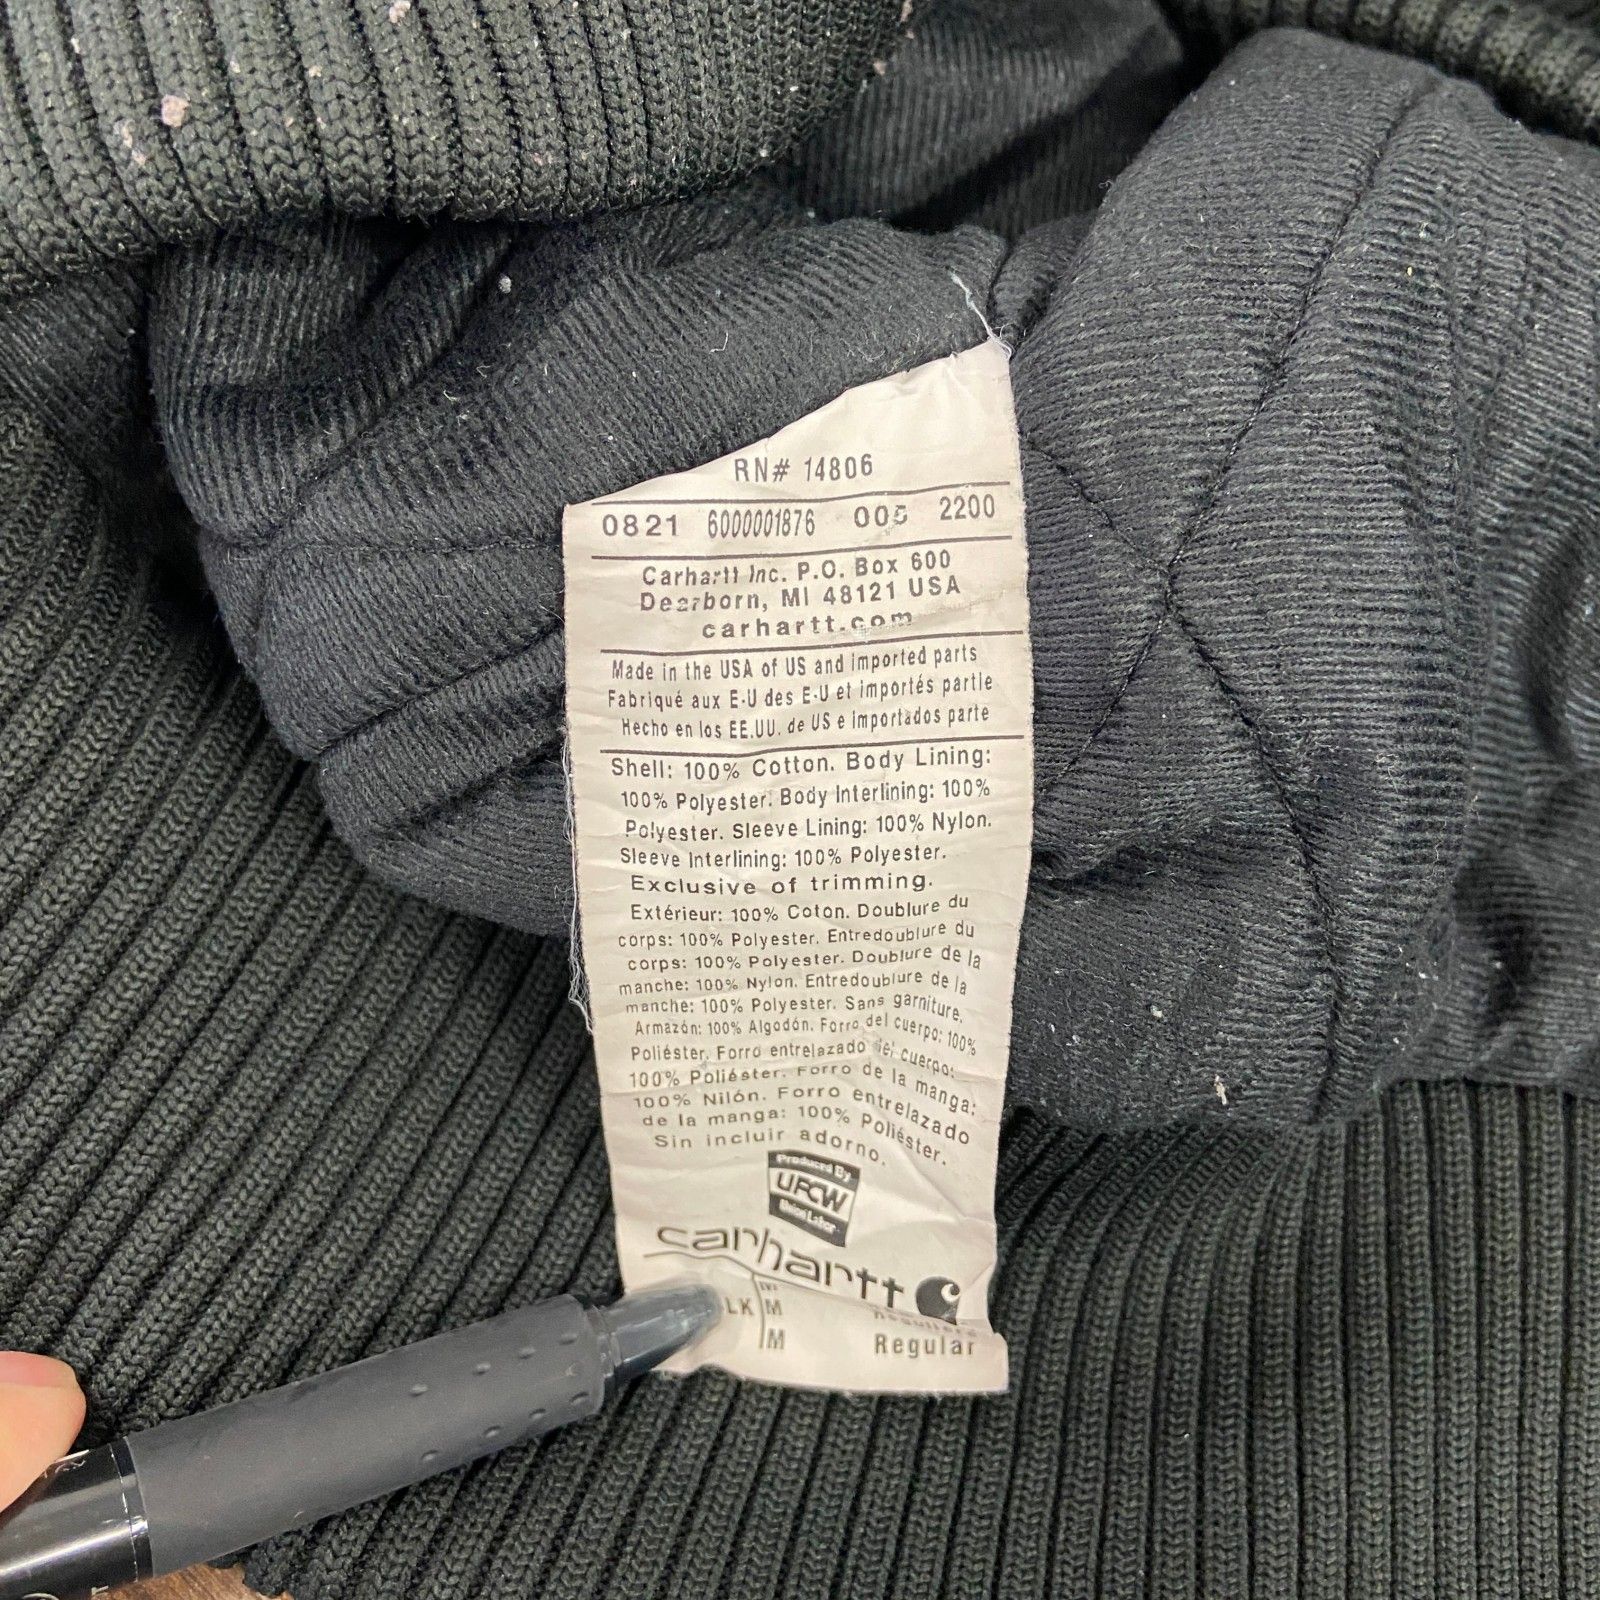 RN# 14806
0821 6000001876 005 2200
Carhartt Inc. P.O. Box 600
Dearborn, MI 48121 USA
carhartt.com
Made in the USA of US and imported parts
Fabriqué aux E-U des E-U et importés partie
Hecho en los EE.UU. de US e importados parte
Shell: 100% Cotton. Body Lining:
100% Polyester. Body Interlining: 100%
Polyester. Sleeve Lining: 100% Nylon.
Sleeve Interlining: 100% Polyester.
Exclusive of trimming.
Extérieur: 100% Coton. Doublure du
corps: 100% Polyester. Entredoublure du
corps: 100% Polyester. Doublure de la
manche: 100% Nylon. Entredoublure de la
manche: 100% Polyester. Sans garniture.
Armazón: 100% Algodón. Forro del cuerpo: 100%
Poliéster. Forro entrelazado del cuerpo:
100% Poliéster. Forro de la manga:
100% Nilón. Forro entrelazado
de la manga: 100% Poliéster.
Sin incluir adorno.
Produced By
UFCW
Union Labor
carhartt
LK M
M Regular